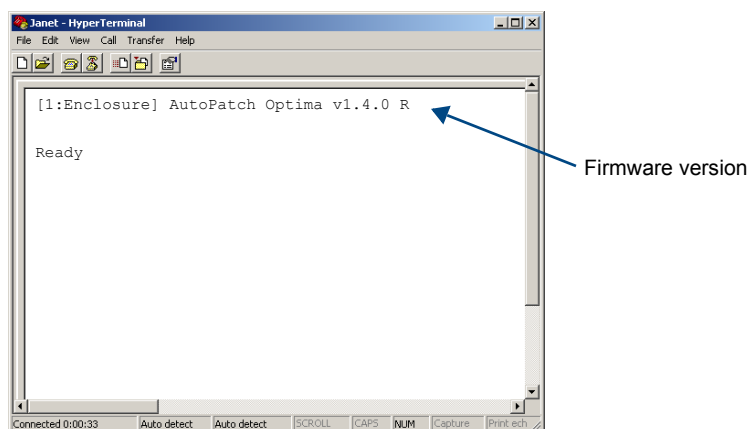 Janet - HyperTerminal
File Edit View Call Transfer Help
[1:Enclosure] AutoPatch Optima v1.4.0 R
Ready
Firmware version
Connected 0:00:33 Auto detect Auto detect SCROLL CAPS NUM Capture Print ech